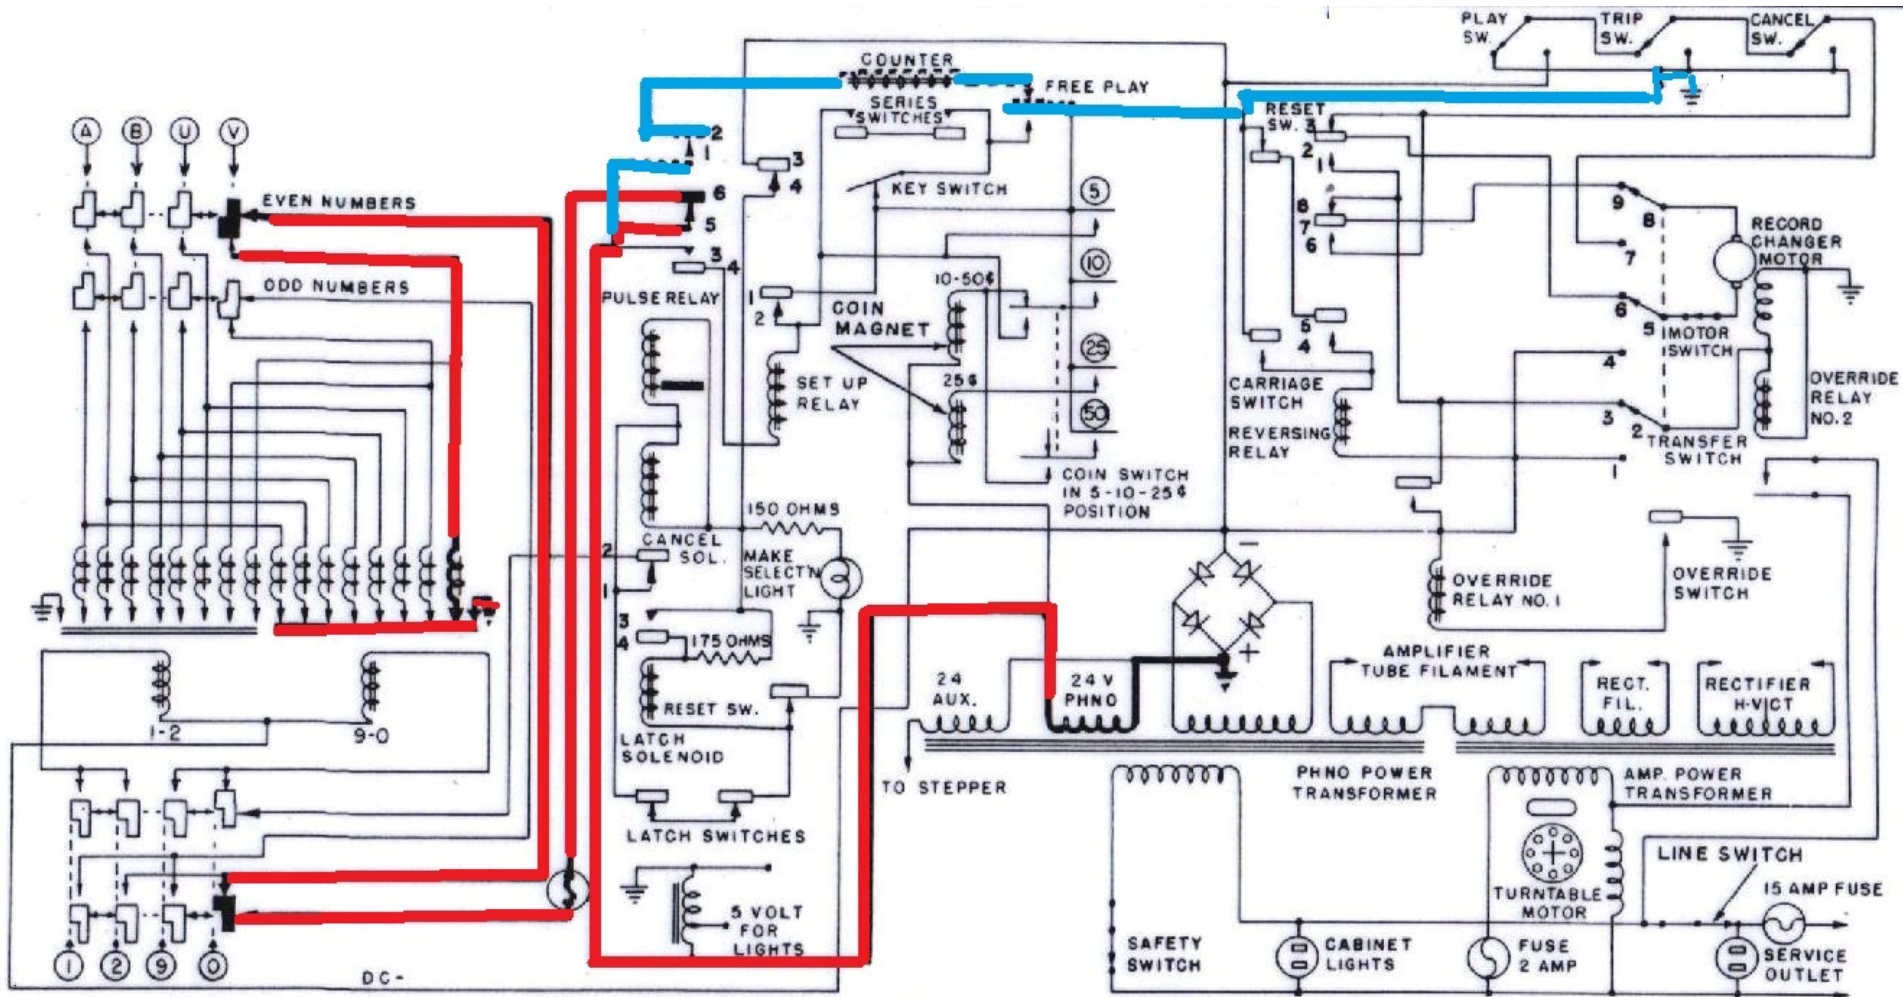 PLAY
SW.
TRIP
SW.
CANCEL
SW.
COUNTER
FREE PLAY
SERIES
SWITCHES
RESET
SW.
3
2
1
8
7
6
5
4
2
1
6
5
3
4
3
4
A
B
U
V
EVEN NUMBERS
KEY SWITCH
5
9
8
7
6
5
4
3
2
1
RECORD
CHANGER
MOTOR
ODD NUMBERS
PULSE RELAY
1
2
COIN
MAGNET
10-50¢
10
25
25¢
50
SET UP
RELAY
CARRIAGE
SWITCH
REVERSING
RELAY
MOTOR
SWITCH
TRANSFER
SWITCH
OVERRIDE
RELAY
NO.2
COIN SWITCH
IN 5-10-25¢
POSITION
150 OHMS
CANCEL
SOL.
2
1
MAKE
SELECT'N
LIGHT
3
4
175 OHMS
RESET SW.
LATCH
SOLENOID
LATCH SWITCHES
−
+
OVERRIDE
RELAY NO.1
OVERRIDE
SWITCH
24
AUX.
24 V
PHNO
AMPLIFIER
TUBE FILAMENT
RECT.
FIL.
RECTIFIER
H-V CT
1-2
9-0
TO STEPPER
PHNO POWER
TRANSFORMER
AMP. POWER
TRANSFORMER
TURNTABLE
MOTOR
LINE SWITCH
15 AMP FUSE
5 VOLT
FOR
LIGHTS
SAFETY
SWITCH
CABINET
LIGHTS
FUSE
2 AMP
SERVICE
OUTLET
1
2
9
0
DC-